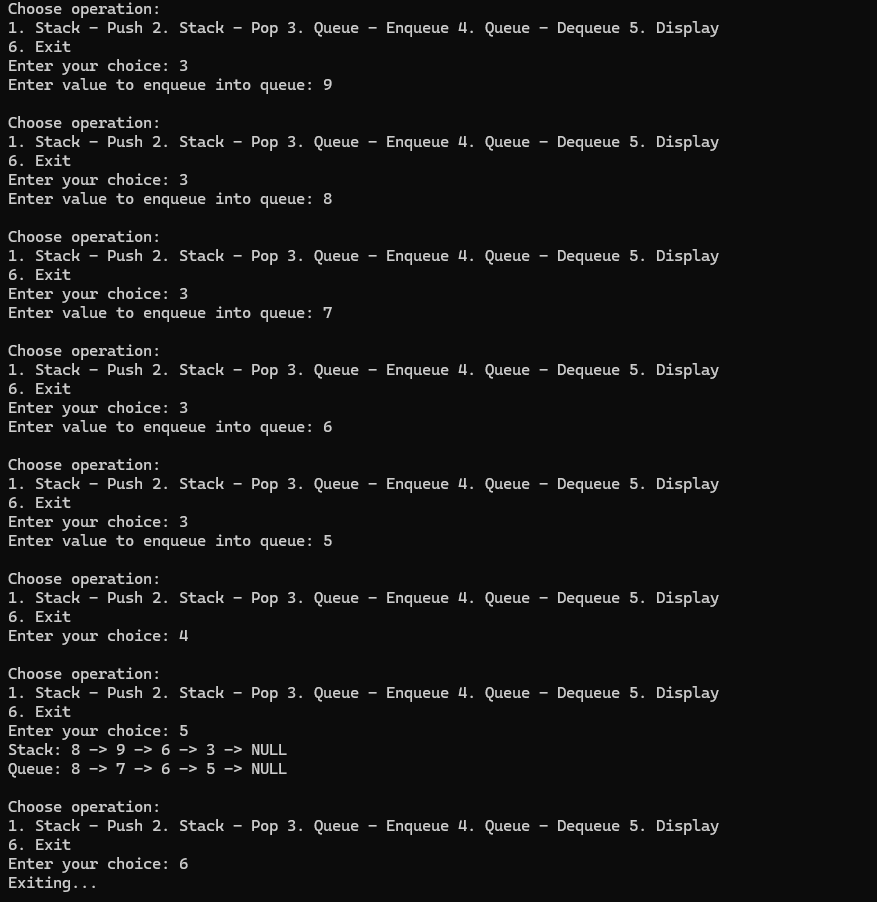 Choose operation:
1. Stack - Push 2. Stack - Pop 3. Queue - Enqueue 4. Queue - Dequeue 5. Display
6. Exit
Enter your choice: 3
Enter value to enqueue into queue: 9
Choose operation:
1. Stack - Push 2. Stack - Pop 3. Queue - Enqueue 4. Queue - Dequeue 5. Display
6. Exit
Enter your choice: 3
Enter value to enqueue into queue: 8
Choose operation:
1. Stack - Push 2. Stack - Pop 3. Queue - Enqueue 4. Queue - Dequeue 5. Display
6. Exit
Enter your choice: 3
Enter value to enqueue into queue: 7
Choose operation:
1. Stack - Push 2. Stack - Pop 3. Queue - Enqueue 4. Queue - Dequeue 5. Display
6. Exit
Enter your choice: 3
Enter value to enqueue into queue: 6
Choose operation:
1. Stack - Push 2. Stack - Pop 3. Queue - Enqueue 4. Queue - Dequeue 5. Display
6. Exit
Enter your choice: 3
Enter value to enqueue into queue: 5
Choose operation:
1. Stack - Push 2. Stack - Pop 3. Queue - Enqueue 4. Queue - Dequeue 5. Display
6. Exit
Enter your choice: 4
Choose operation:
1. Stack - Push 2. Stack - Pop 3. Queue - Enqueue 4. Queue - Dequeue 5. Display
6. Exit
Enter your choice: 5
Stack: 8 -> 9 -> 6 -> 3 -> NULL
Queue: 8 -> 7 -> 6 -> 5 -> NULL
Choose operation:
1. Stack - Push 2. Stack - Pop 3. Queue - Enqueue 4. Queue - Dequeue 5. Display
6. Exit
Enter your choice: 6
Exiting...